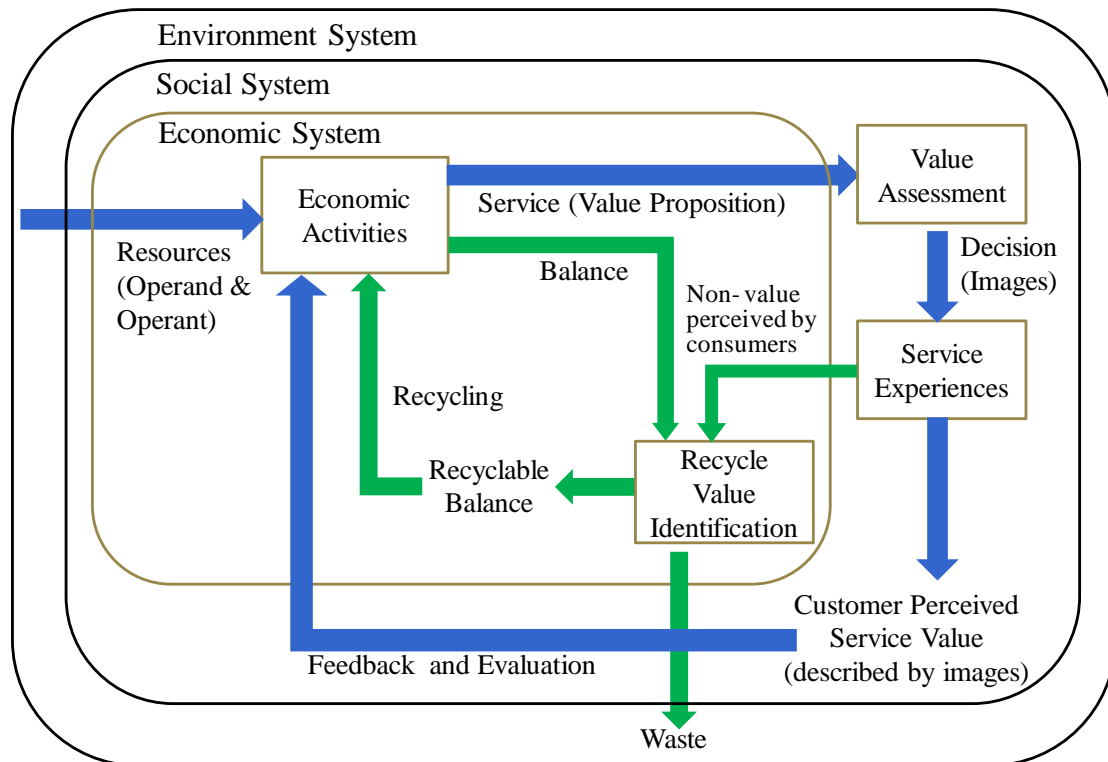 Environment System
Social System
Economic System
Economic
Activities
Value
Assessment
Service (Value Proposition)
Resources
(Operand &
Operant)
Balance
Decision
(Images)
Non- value
perceived by
consumers
Service
Experiences
Recycling
Recyclable
Balance
Recycle
Value
Identification
Customer Perceived
Service Value
(described by images)
Feedback and Evaluation
Waste